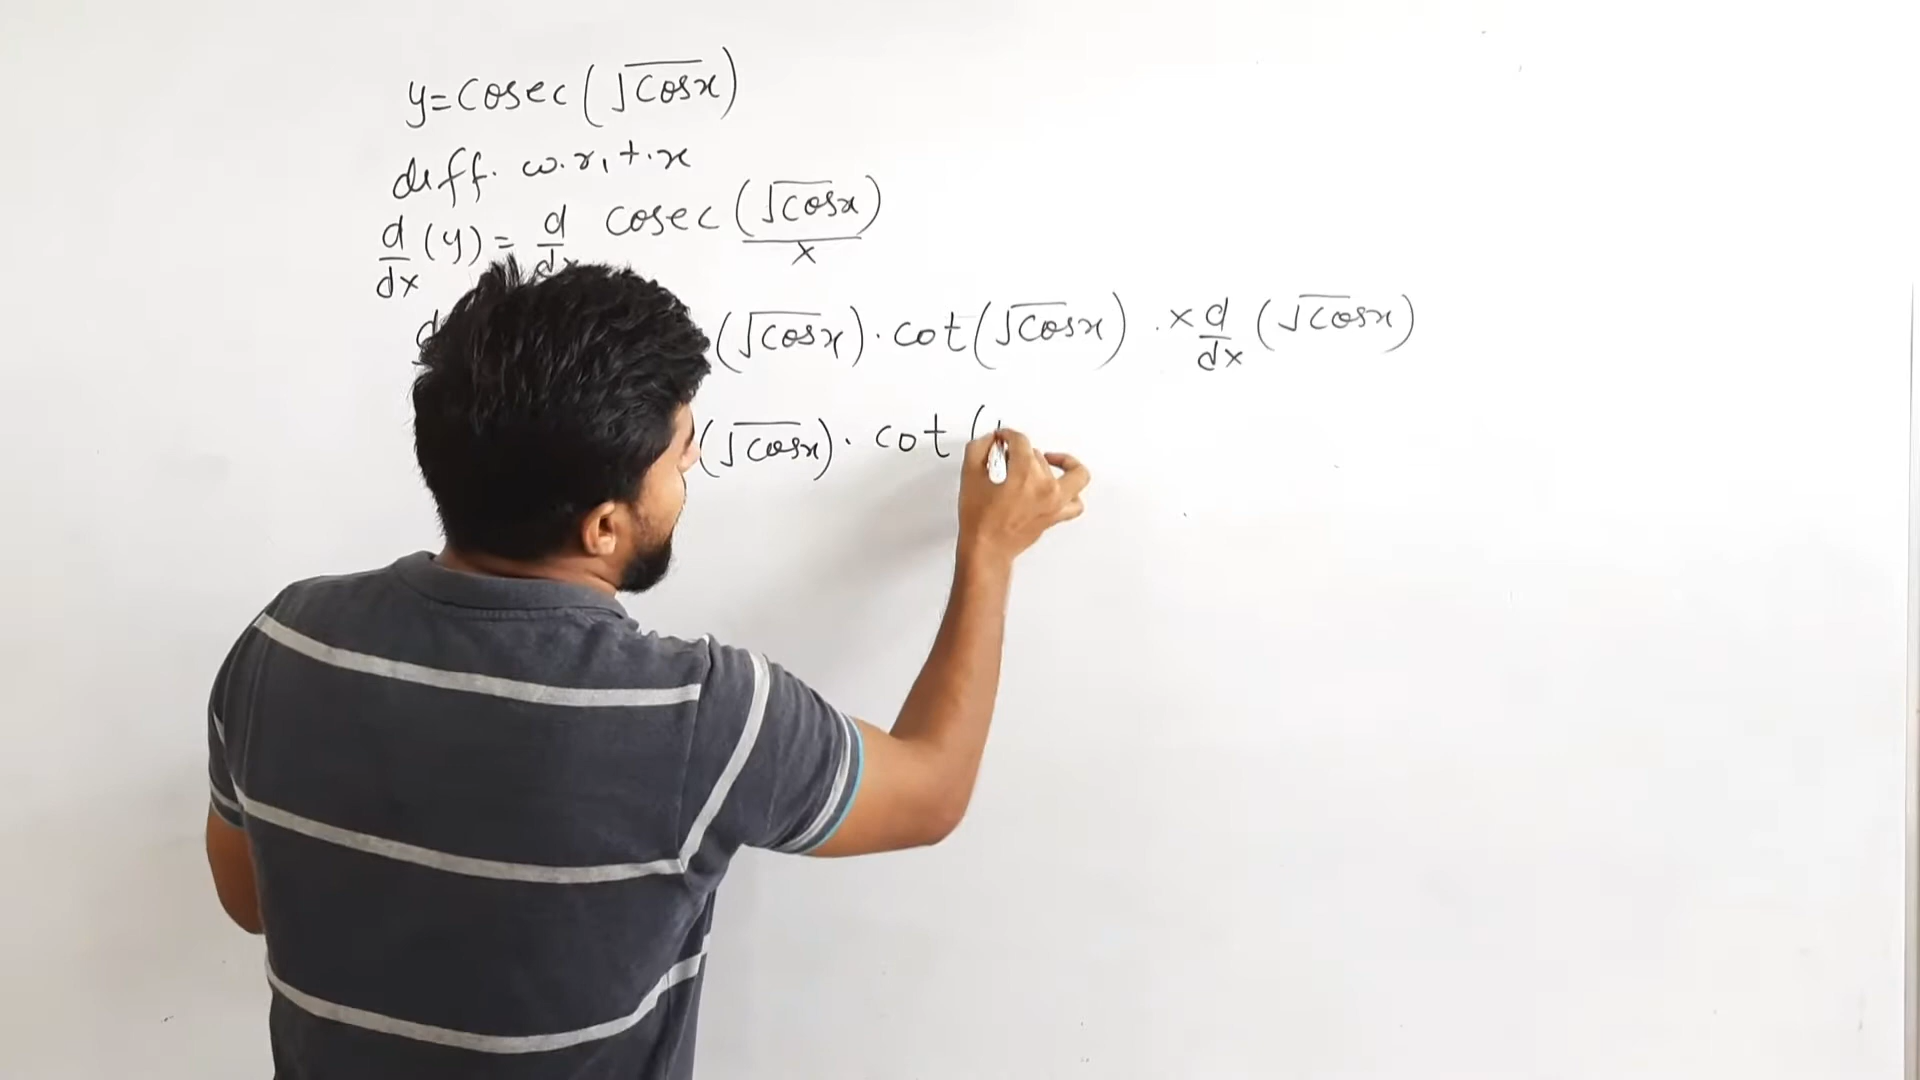 y=cosec(√cosx)
diff. w.r.t.x
d/dx (y) = d/dx cosec (√cosx)
x
d (√cosx) . cot (√cosx) . x d/dx (√cosx)
(√cosx) . cot (